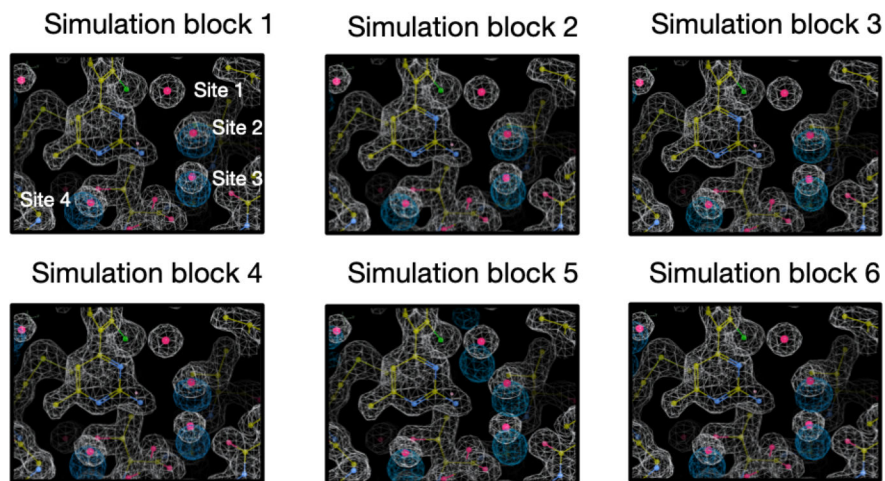 Simulation block 1
Simulation block 2
Simulation block 3
Site 1
Site 2
Site 3
Site 4
Simulation block 4
Simulation block 5
Simulation block 6